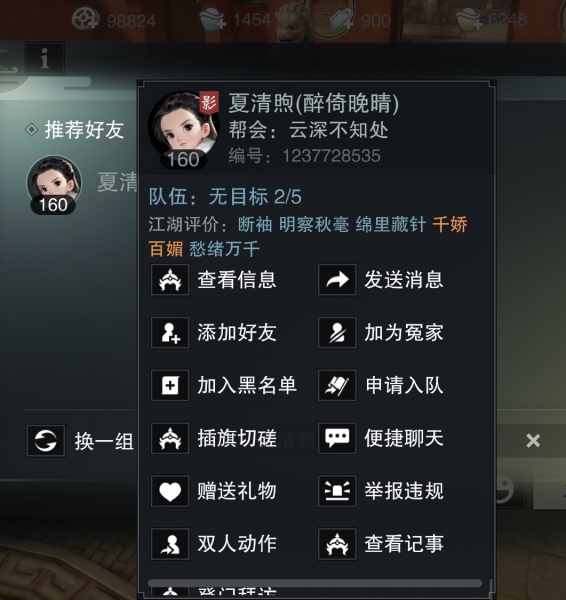 98824 1454 900 6248
i
推荐好友
160
夏清
影 夏清煦(醉倚晚晴)
帮会：云深不知处
160
编号：1237728535
队伍：无目标 2/5
江湖评价：断袖 明察秋毫 绵里藏针 千娇
百媚 愁绪万千
查看信息 发送消息
添加好友 加为冤家
加入黑名单 申请入队
换一组
插旗切磋 便捷聊天
赠送礼物 举报违规
双人动作 查看记事
登门拜访